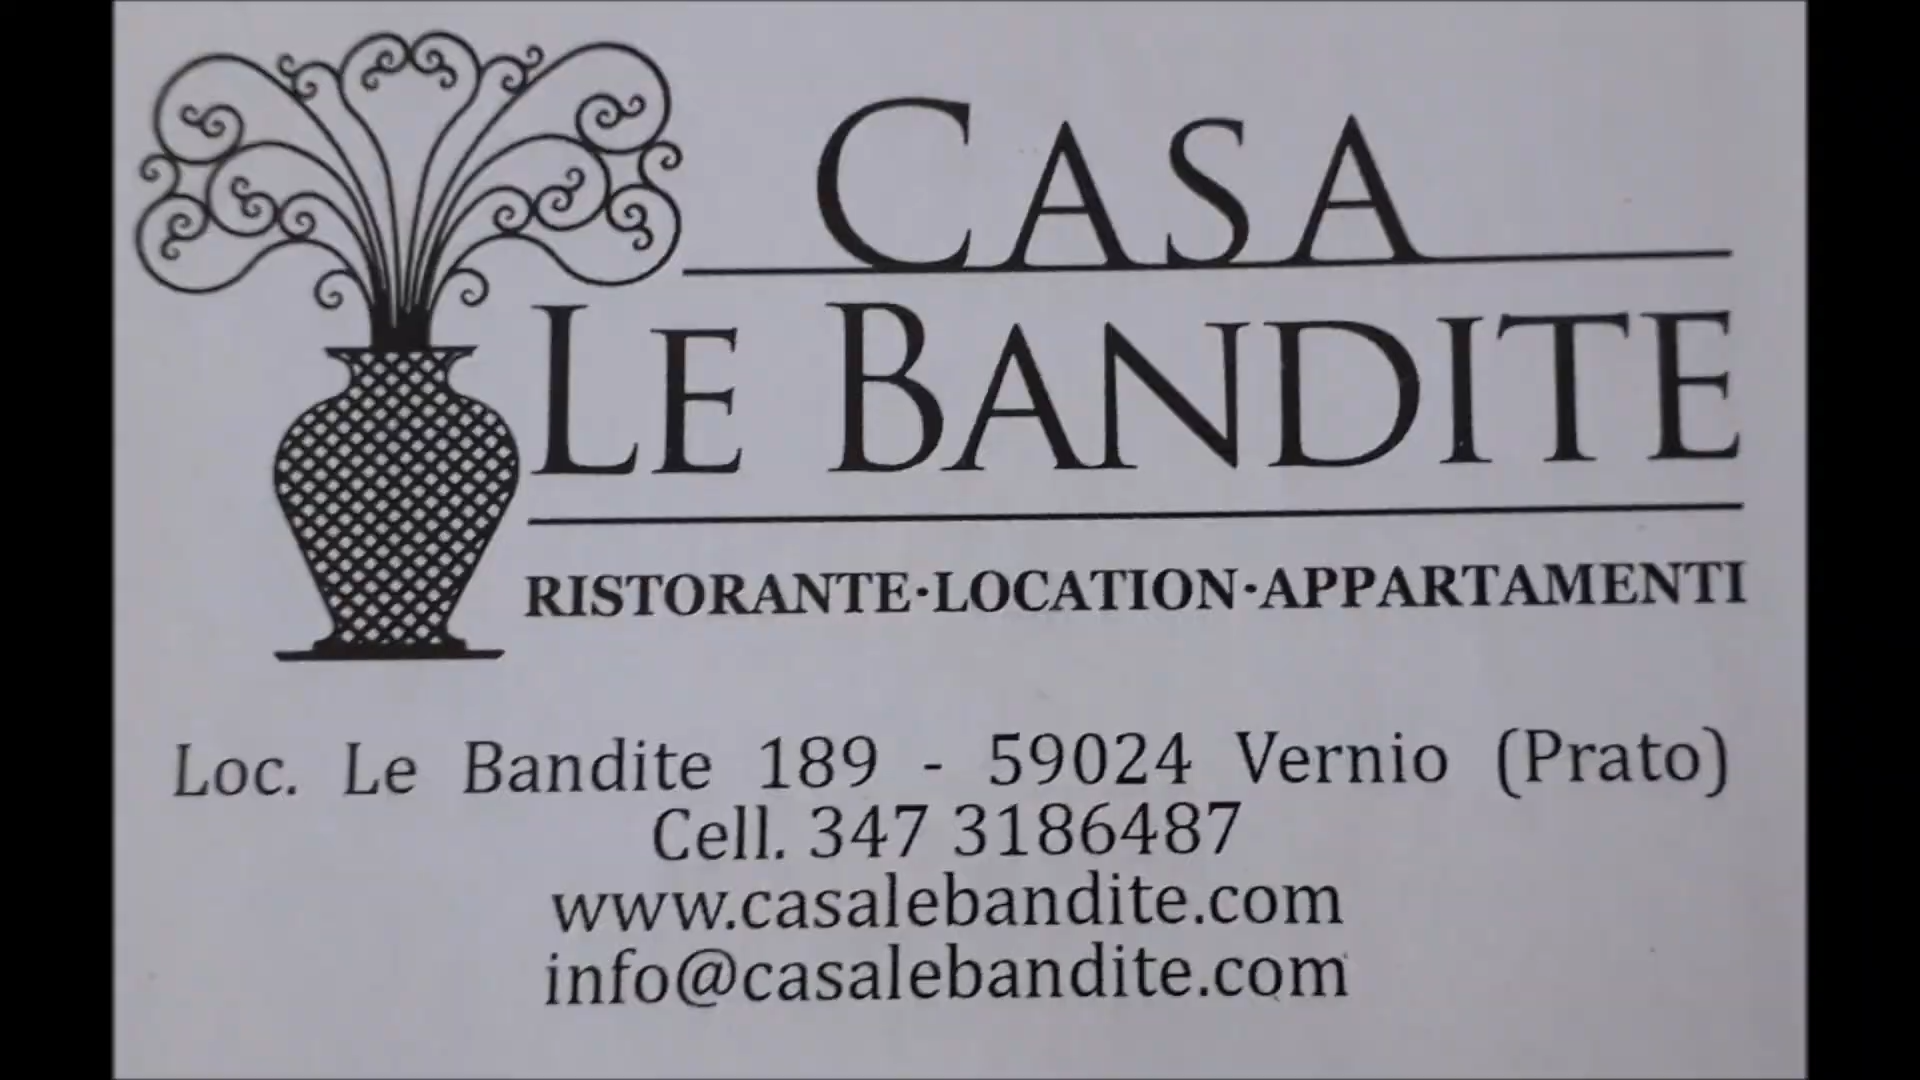 CASA
LE BANDITE
RISTORANTE·LOCATION·APPARTAMENTI
Loc. Le Bandite 189 - 59024 Vernio (Prato)
Cell. 347 3186487
www.casalebandite.com
info@casalebandite.com